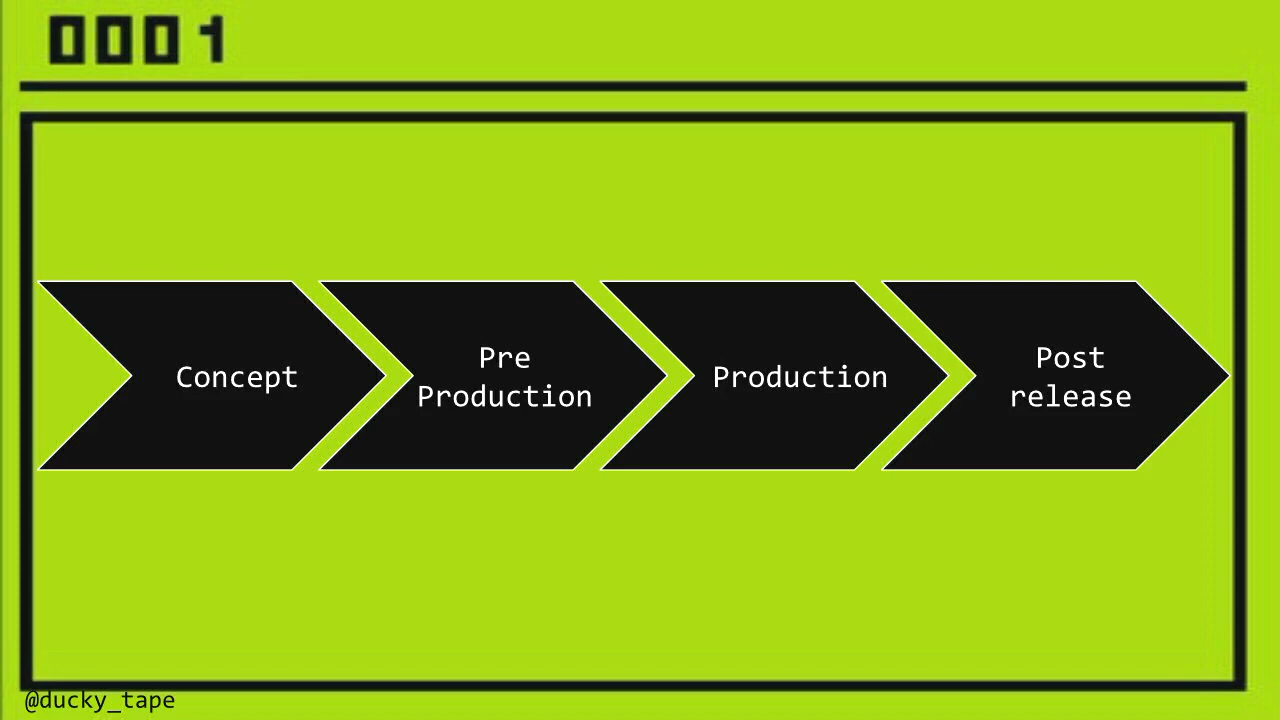 0001
Concept
Pre
Production
Production
Post
release
@ducky_tape